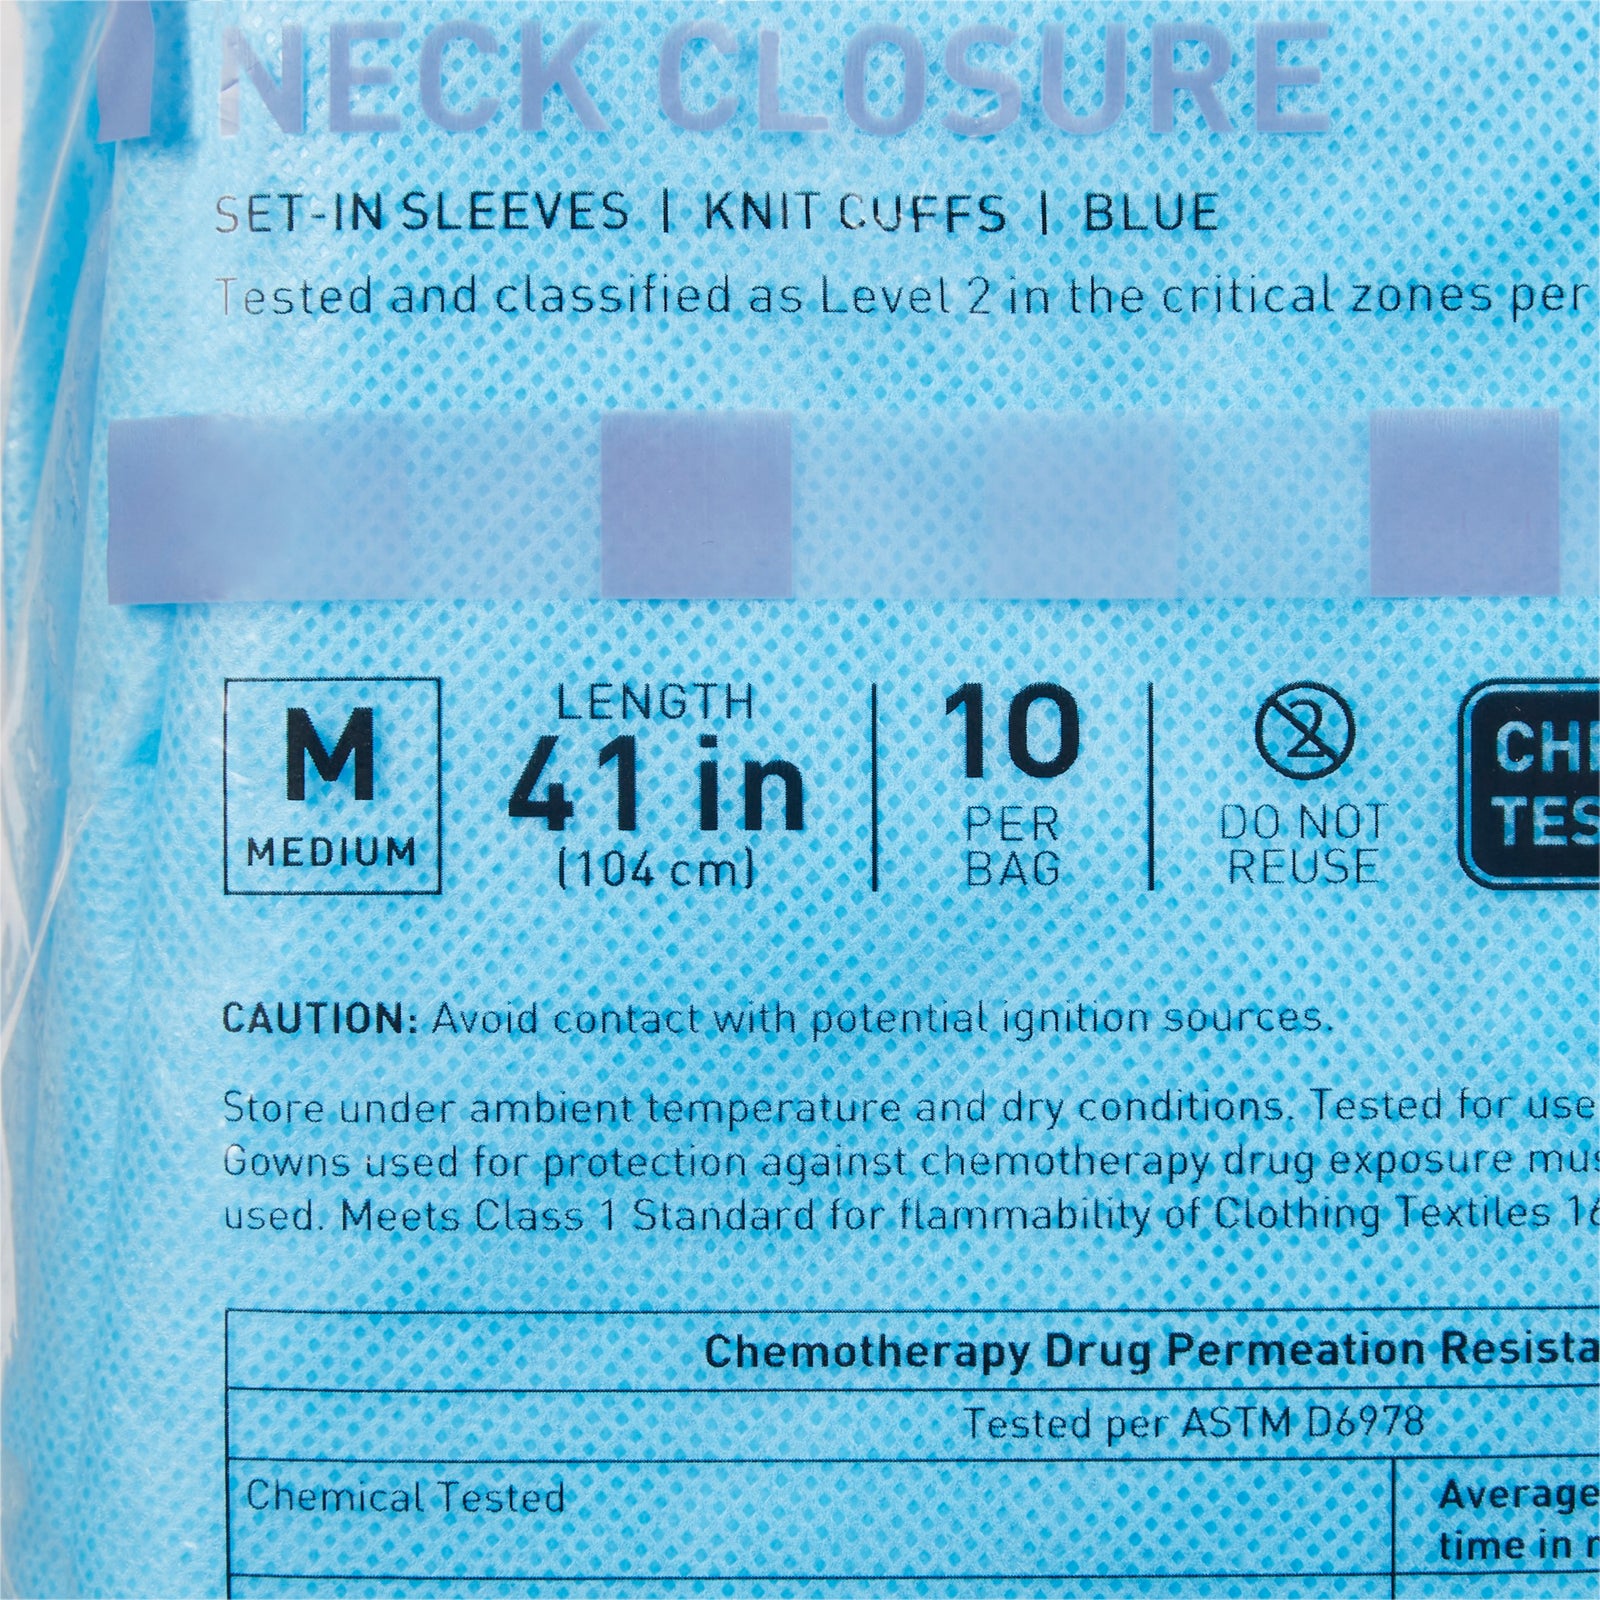 NECK CLOSURE
SET-IN SLEEVES | KNIT CUFFS | BLUE
Tested and classified as Level 2 in the critical zones per
M
MEDIUM
LENGTH
41 in
(104 cm)
10
PER
BAG
2
DO NOT
REUSE
CAUTION: Avoid contact with potential ignition sources.
Store under ambient temperature and dry conditions. Tested for use
Gowns used for protection against chemotherapy drug exposure
used. Meets Class 1 Standard for flammability of Clothing Textiles
Chemotherapy Drug Permeation
Tested per ASTM D6978
Chemical Tested
Average
time in